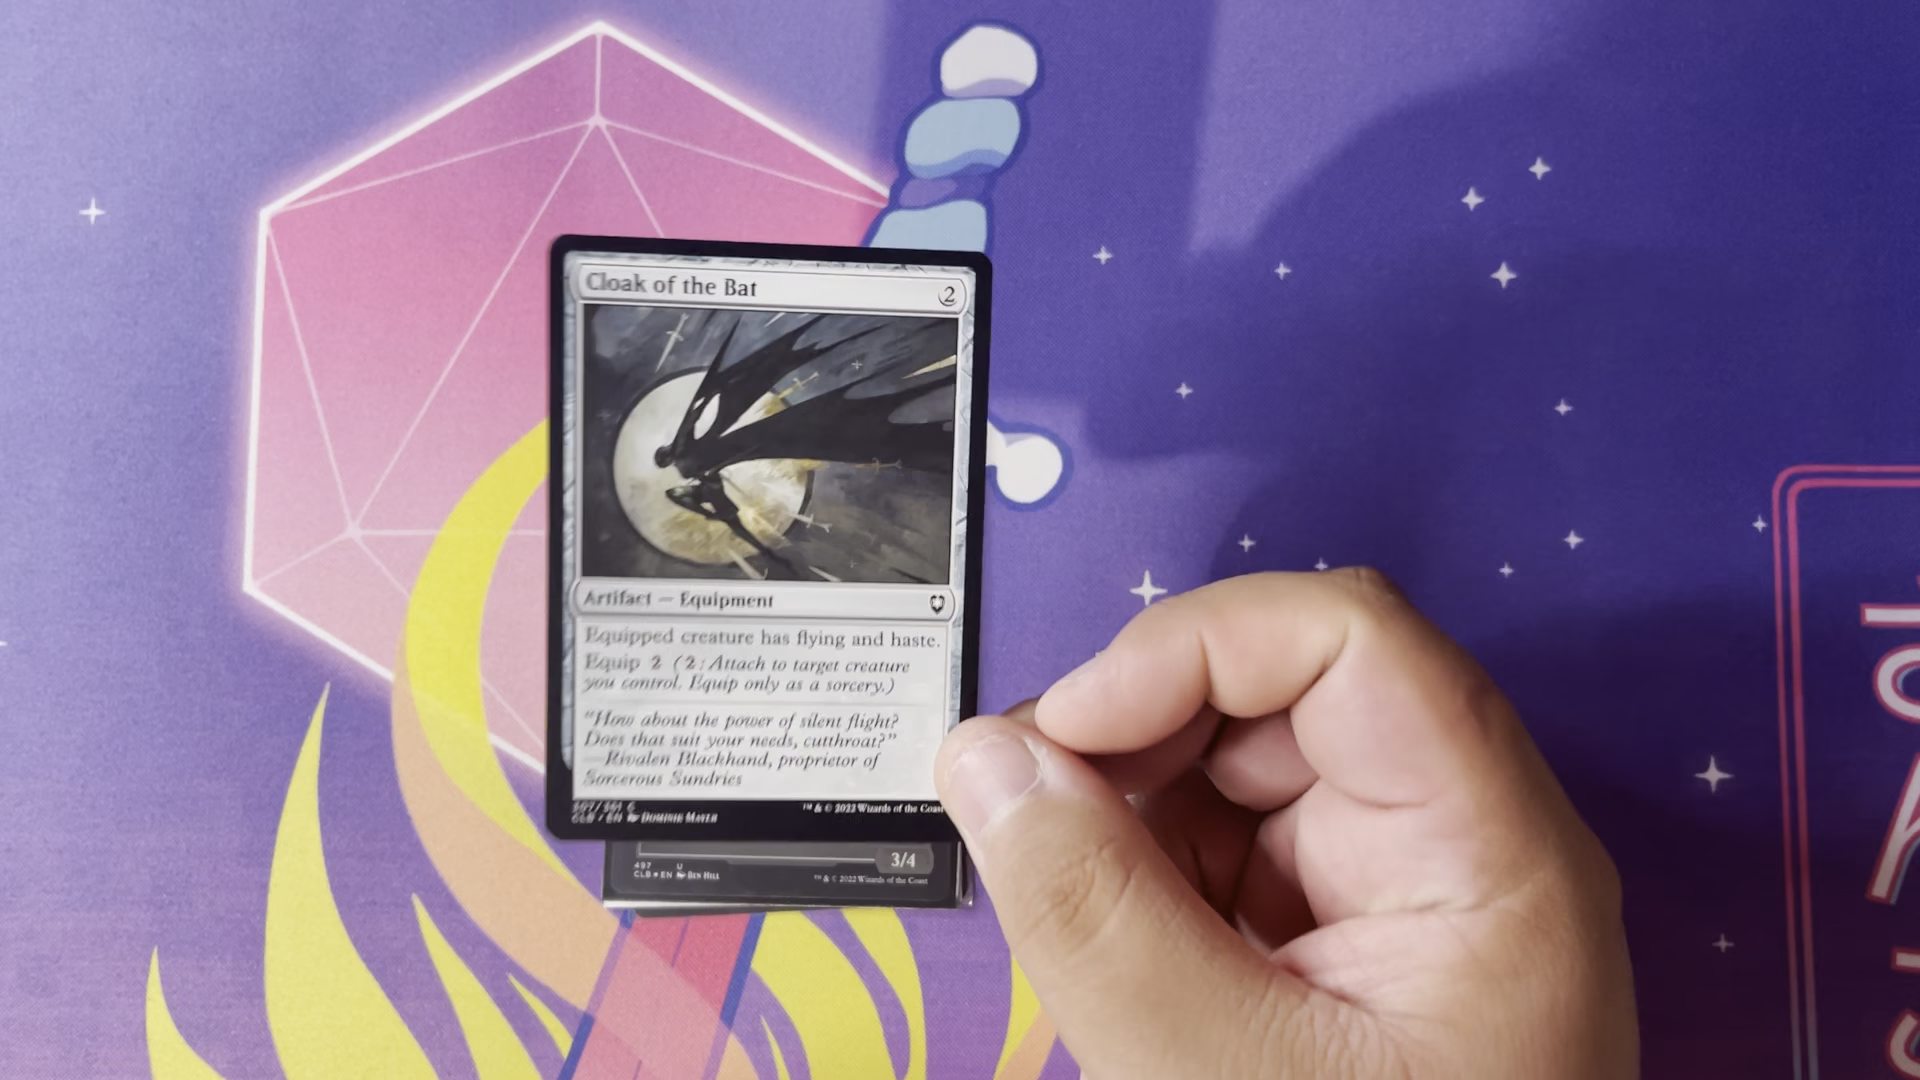 Cloak of the Bat 2
Artifact — Equipment
Equipped creature has flying and haste.
Equip 2 (2: Attach to target creature
you control. Equip only as a sorcery.)
"How about the power of silent flight?
Does that suit your needs, cutthroat?"
—Rivalen Blackhand, proprietor of
Sorcerous Sundries
C
CLB / EN DOMINIK MAYER
™ & © 2022 Wizards of the Coast
3/4
497 U
CLB • EN BEN HILL
™ & © 2022 Wizards of the Coast